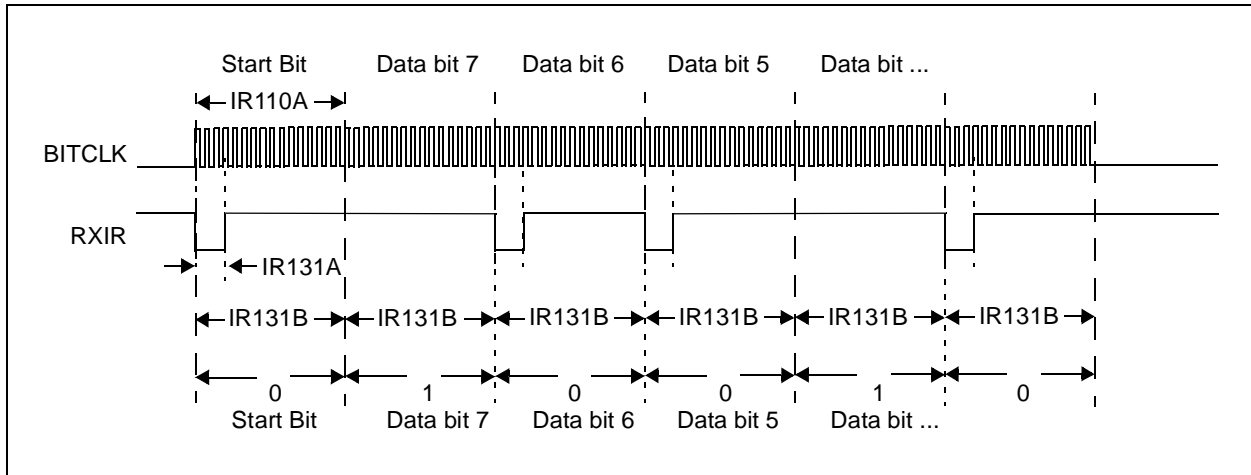 Start Bit Data bit 7 Data bit 6 Data bit 5 Data bit ...
IR110A
BITCLK
RXIR
IR131A
IR131B IR131B IR131B IR131B IR131B IR131B
0 1 0 0 1 0
Start Bit Data bit 7 Data bit 6 Data bit 5 Data bit ...